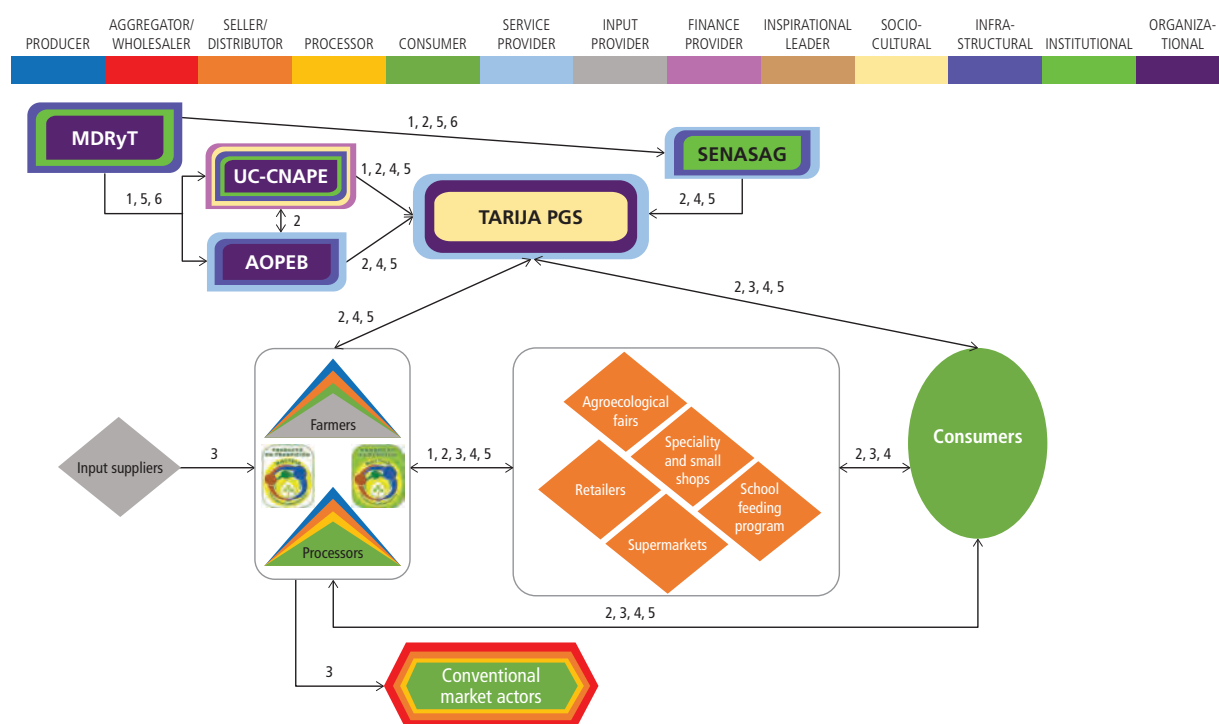 PRODUCER
AGGREGATOR/
WHOLESALER
SELLER/
DISTRIBUTOR
PROCESSOR
CONSUMER
SERVICE
PROVIDER
INPUT
PROVIDER
FINANCE
PROVIDER
INSPIRATIONAL
LEADER
SOCIO-
CULTURAL
INFRA-
STRUCTURAL
INSTITUTIONAL
ORGANIZA-
TIONAL
MDRyT
1, 2, 5, 6
SENASAG
UC-CNAPE
1, 2, 4, 5
1, 5, 6
2
TARIJA PGS
2, 4, 5
AOPEB
2, 4, 5
2, 4, 5
2, 3, 4, 5
Farmers
Input suppliers
3
Processors
1, 2, 3, 4, 5
Agroecological
fairs
Speciality
and small
shops
Retailers
School
feeding
program
Supermarkets
2, 3, 4
Consumers
2, 3, 4, 5
3
Conventional
market actors